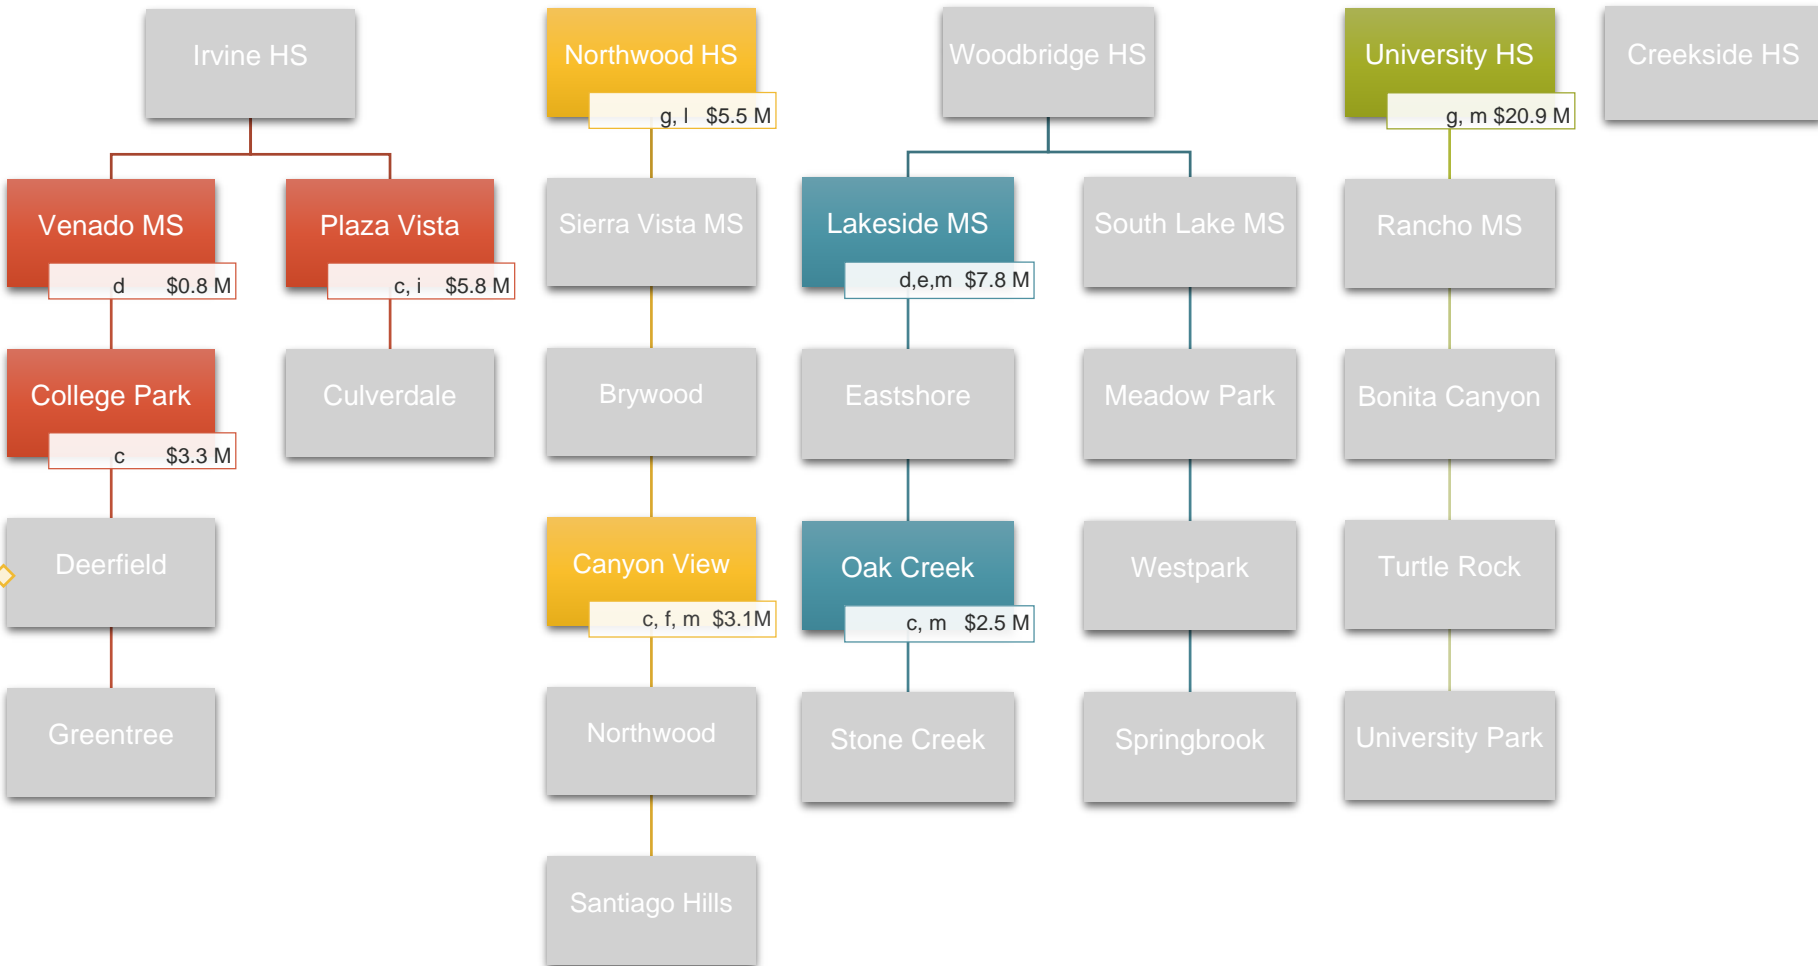 Irvine HS
Northwood HS
g, l $5.5 M
Woodbridge HS
University HS
g, m $20.9 M
Creekside HS
Venado MS
d $0.8 M
Plaza Vista
c, i $5.8 M
Sierra Vista MS
Lakeside MS
d,e,m $7.8 M
South Lake MS
Rancho MS
College Park
c $3.3 M
Culverdale
Brywood
Eastshore
Meadow Park
Bonita Canyon
Deerfield
Canyon View
c, f, m $3.1M
Oak Creek
c, m $2.5 M
Westpark
Turtle Rock
Greentree
Northwood
Stone Creek
Springbrook
University Park
Santiago Hills